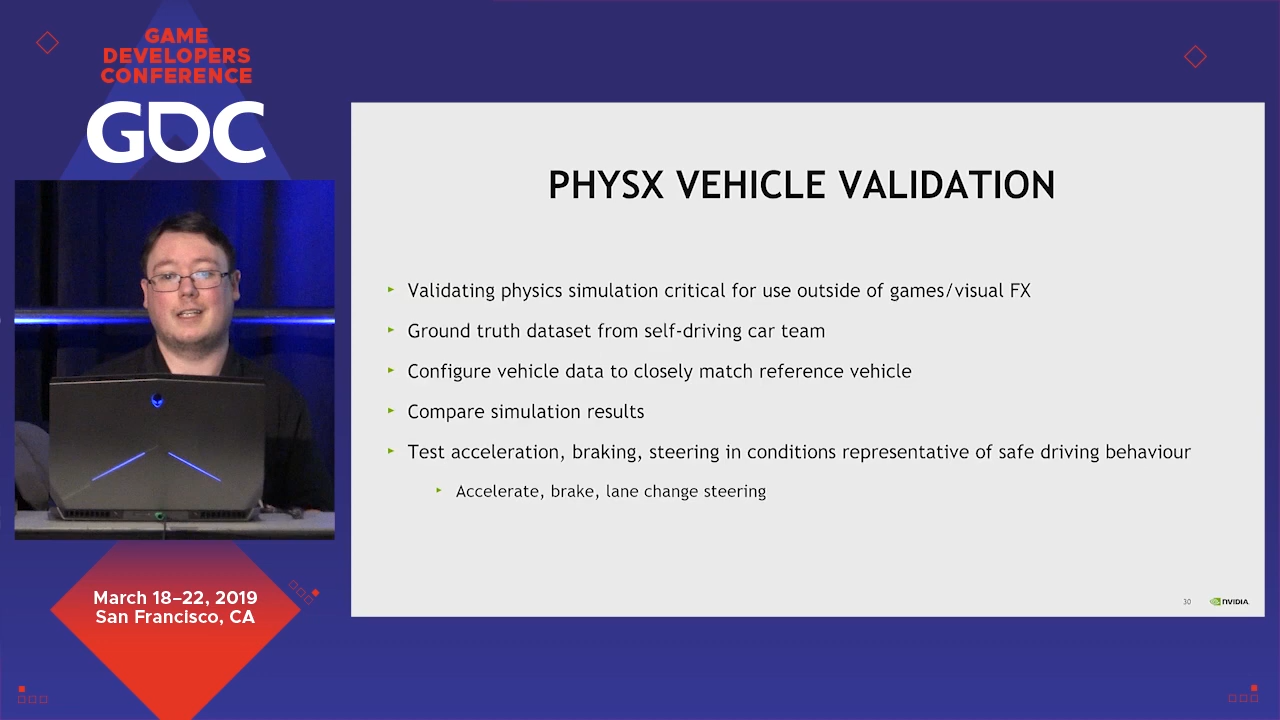 GAME
DEVELOPERS
CONFERENCE
GDC
March 18–22, 2019
San Francisco, CA
PHYSX VEHICLE VALIDATION
Validating physics simulation critical for use outside of games/visual FX
Ground truth dataset from self-driving car team
Configure vehicle data to closely match reference vehicle
Compare simulation results
Test acceleration, braking, steering in conditions representative of safe driving behaviour
Accelerate, brake, lane change steering
30
NVIDIA